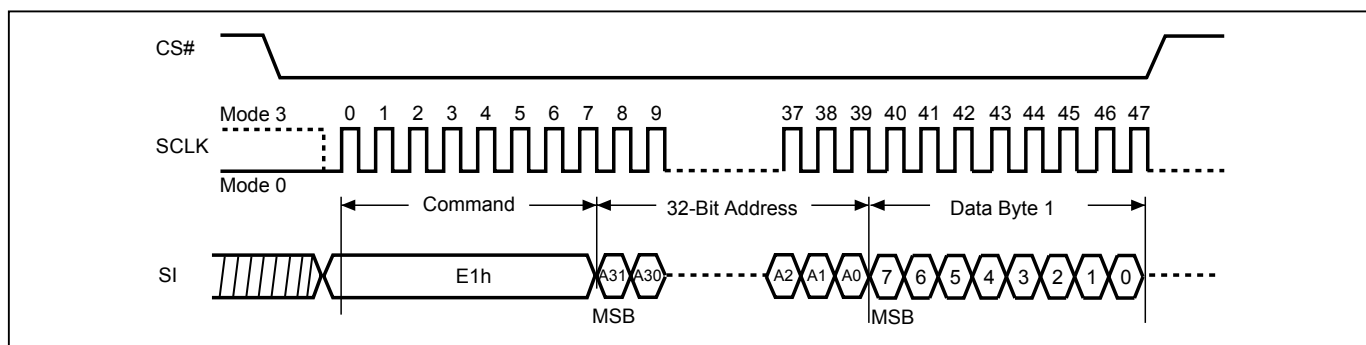 CS#
Mode 3 0 1 2 3 4 5 6 7 8 9 37 38 39 40 41 42 43 44 45 46 47
SCLK
Mode 0
Command 32-Bit Address Data Byte 1
SI E1h A31 A30 A2 A1 A0 7 6 5 4 3 2 1 0
MSB MSB